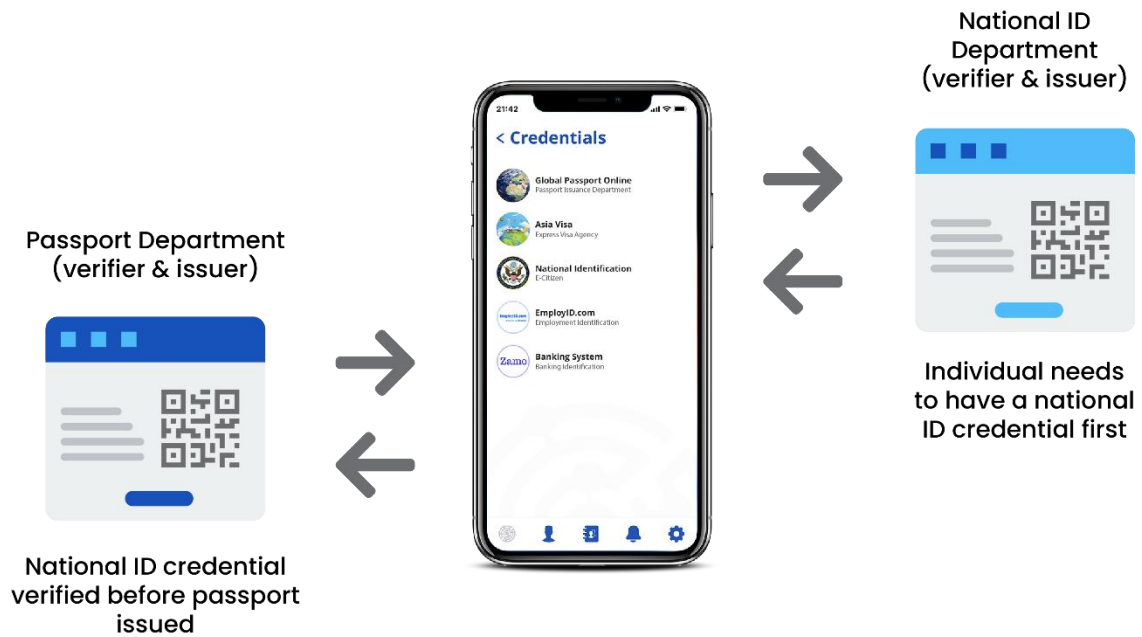 National ID
Department
(verifier & issuer)
21:42
< Credentials
Global Passport Online
Passport Issuance Department
Asia Visa
Express Visa Agency
National Identification
E-Citizen
EmployID.com
Employment Identification
Zamo
Banking System
Banking Identification
Passport Department
(verifier & issuer)
Individual needs
to have a national
ID credential first
National ID credential
verified before passport
issued